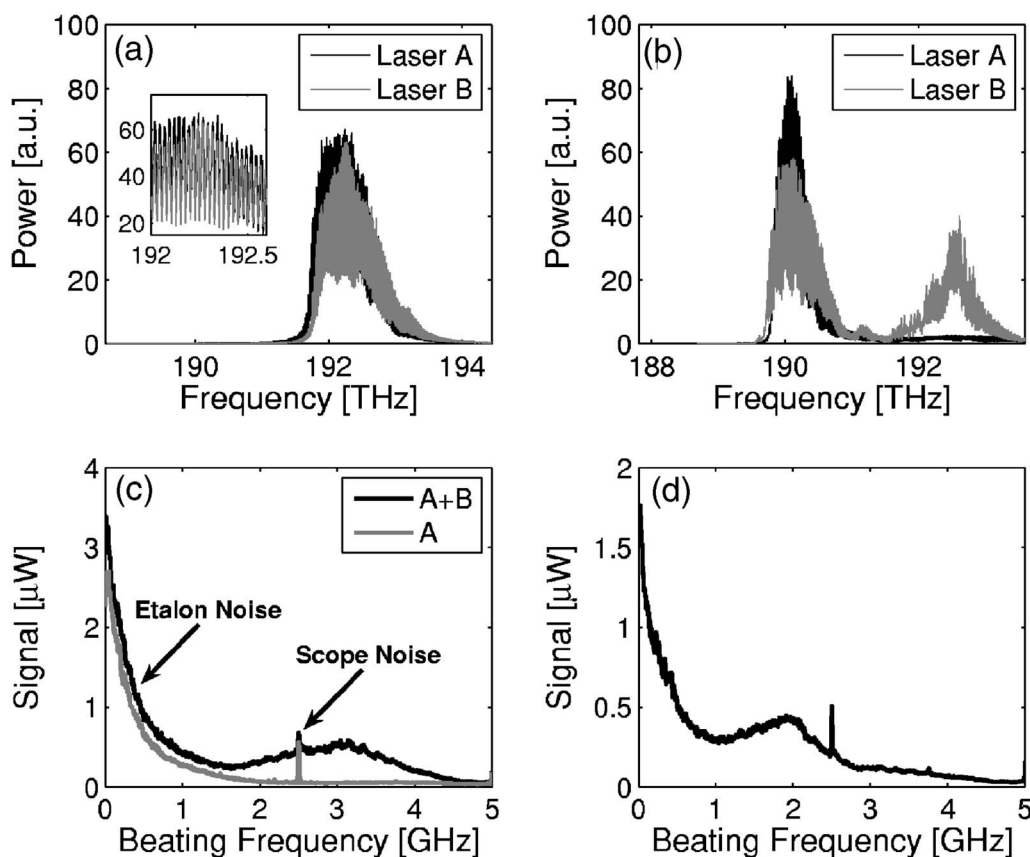 (a)
Laser A
Laser B
100
80
60
40
20
0
Power [a.u.]
60
40
20
192
192.5
190
192
194
Frequency [THz]
(b)
Laser A
Laser B
100
80
60
40
20
0
Power [a.u.]
188
190
192
Frequency [THz]
(c)
A+B
A
4
3
2
1
0
Signal [μW]
Etalon Noise
Scope Noise
0
1
2
3
4
5
Beating Frequency [GHz]
(d)
2
1.5
1
0.5
0
Signal [μW]
0
1
2
3
4
5
Beating Frequency [GHz]